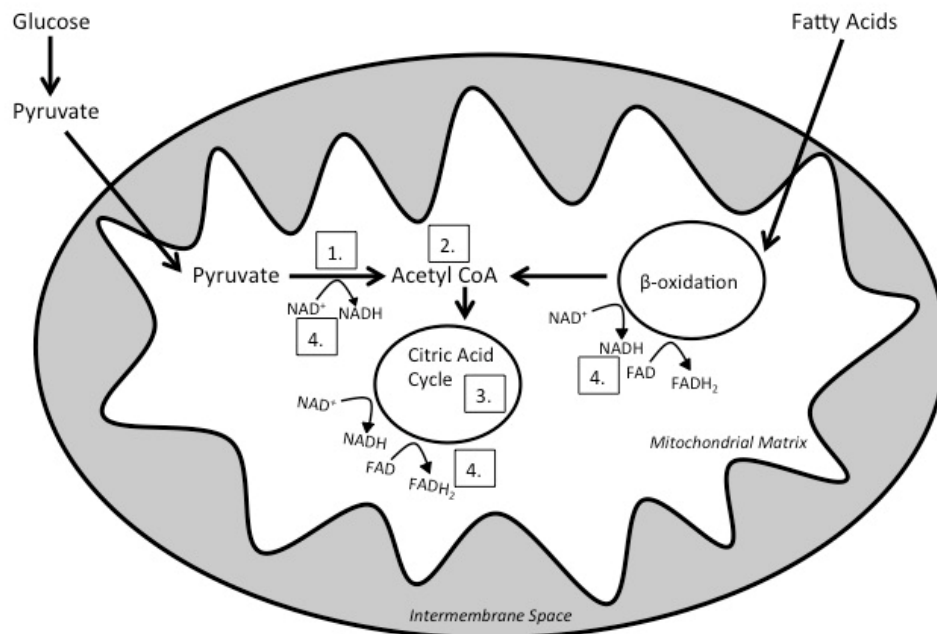 Glucose
Fatty Acids
Pyruvate
1.
2.
Pyruvate
Acetyl CoA
β-oxidation
NAD⁺
NADH
4.
NAD⁺
NADH
4.
FAD
FADH₂
Citric Acid
Cycle
3.
NAD⁺
NADH
FAD
FADH₂
4.
Mitochondrial Matrix
Intermembrane Space